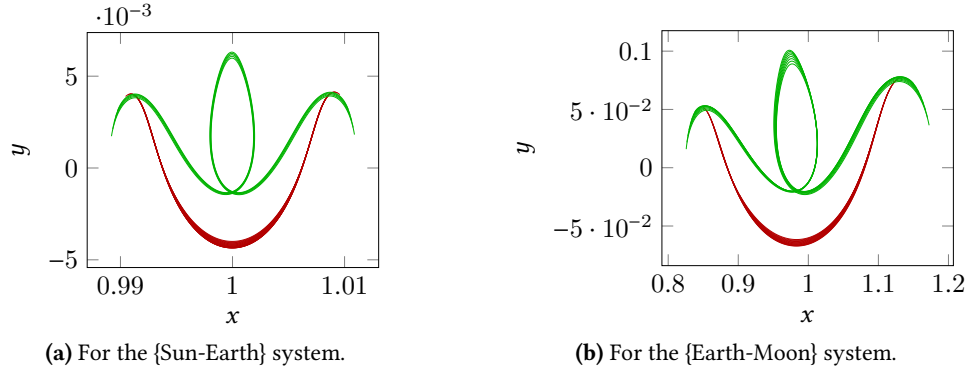 ·10⁻³
5
0
−5
y
0.99
1
1.01
x
(a) For the {Sun-Earth} system.
0.1
5 · 10⁻²
0
−5 · 10⁻²
y
0.8
0.9
1
1.1
1.2
x
(b) For the {Earth-Moon} system.